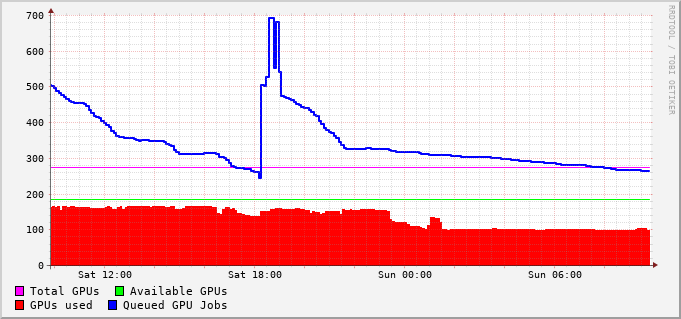 700
600
500
400
300
200
100
0
Sat 12:00 Sat 18:00 Sun 00:00 Sun 06:00
Total GPUs Available GPUs
GPUs used Queued GPU Jobs
RRDTOOL / TOBI OETIKER